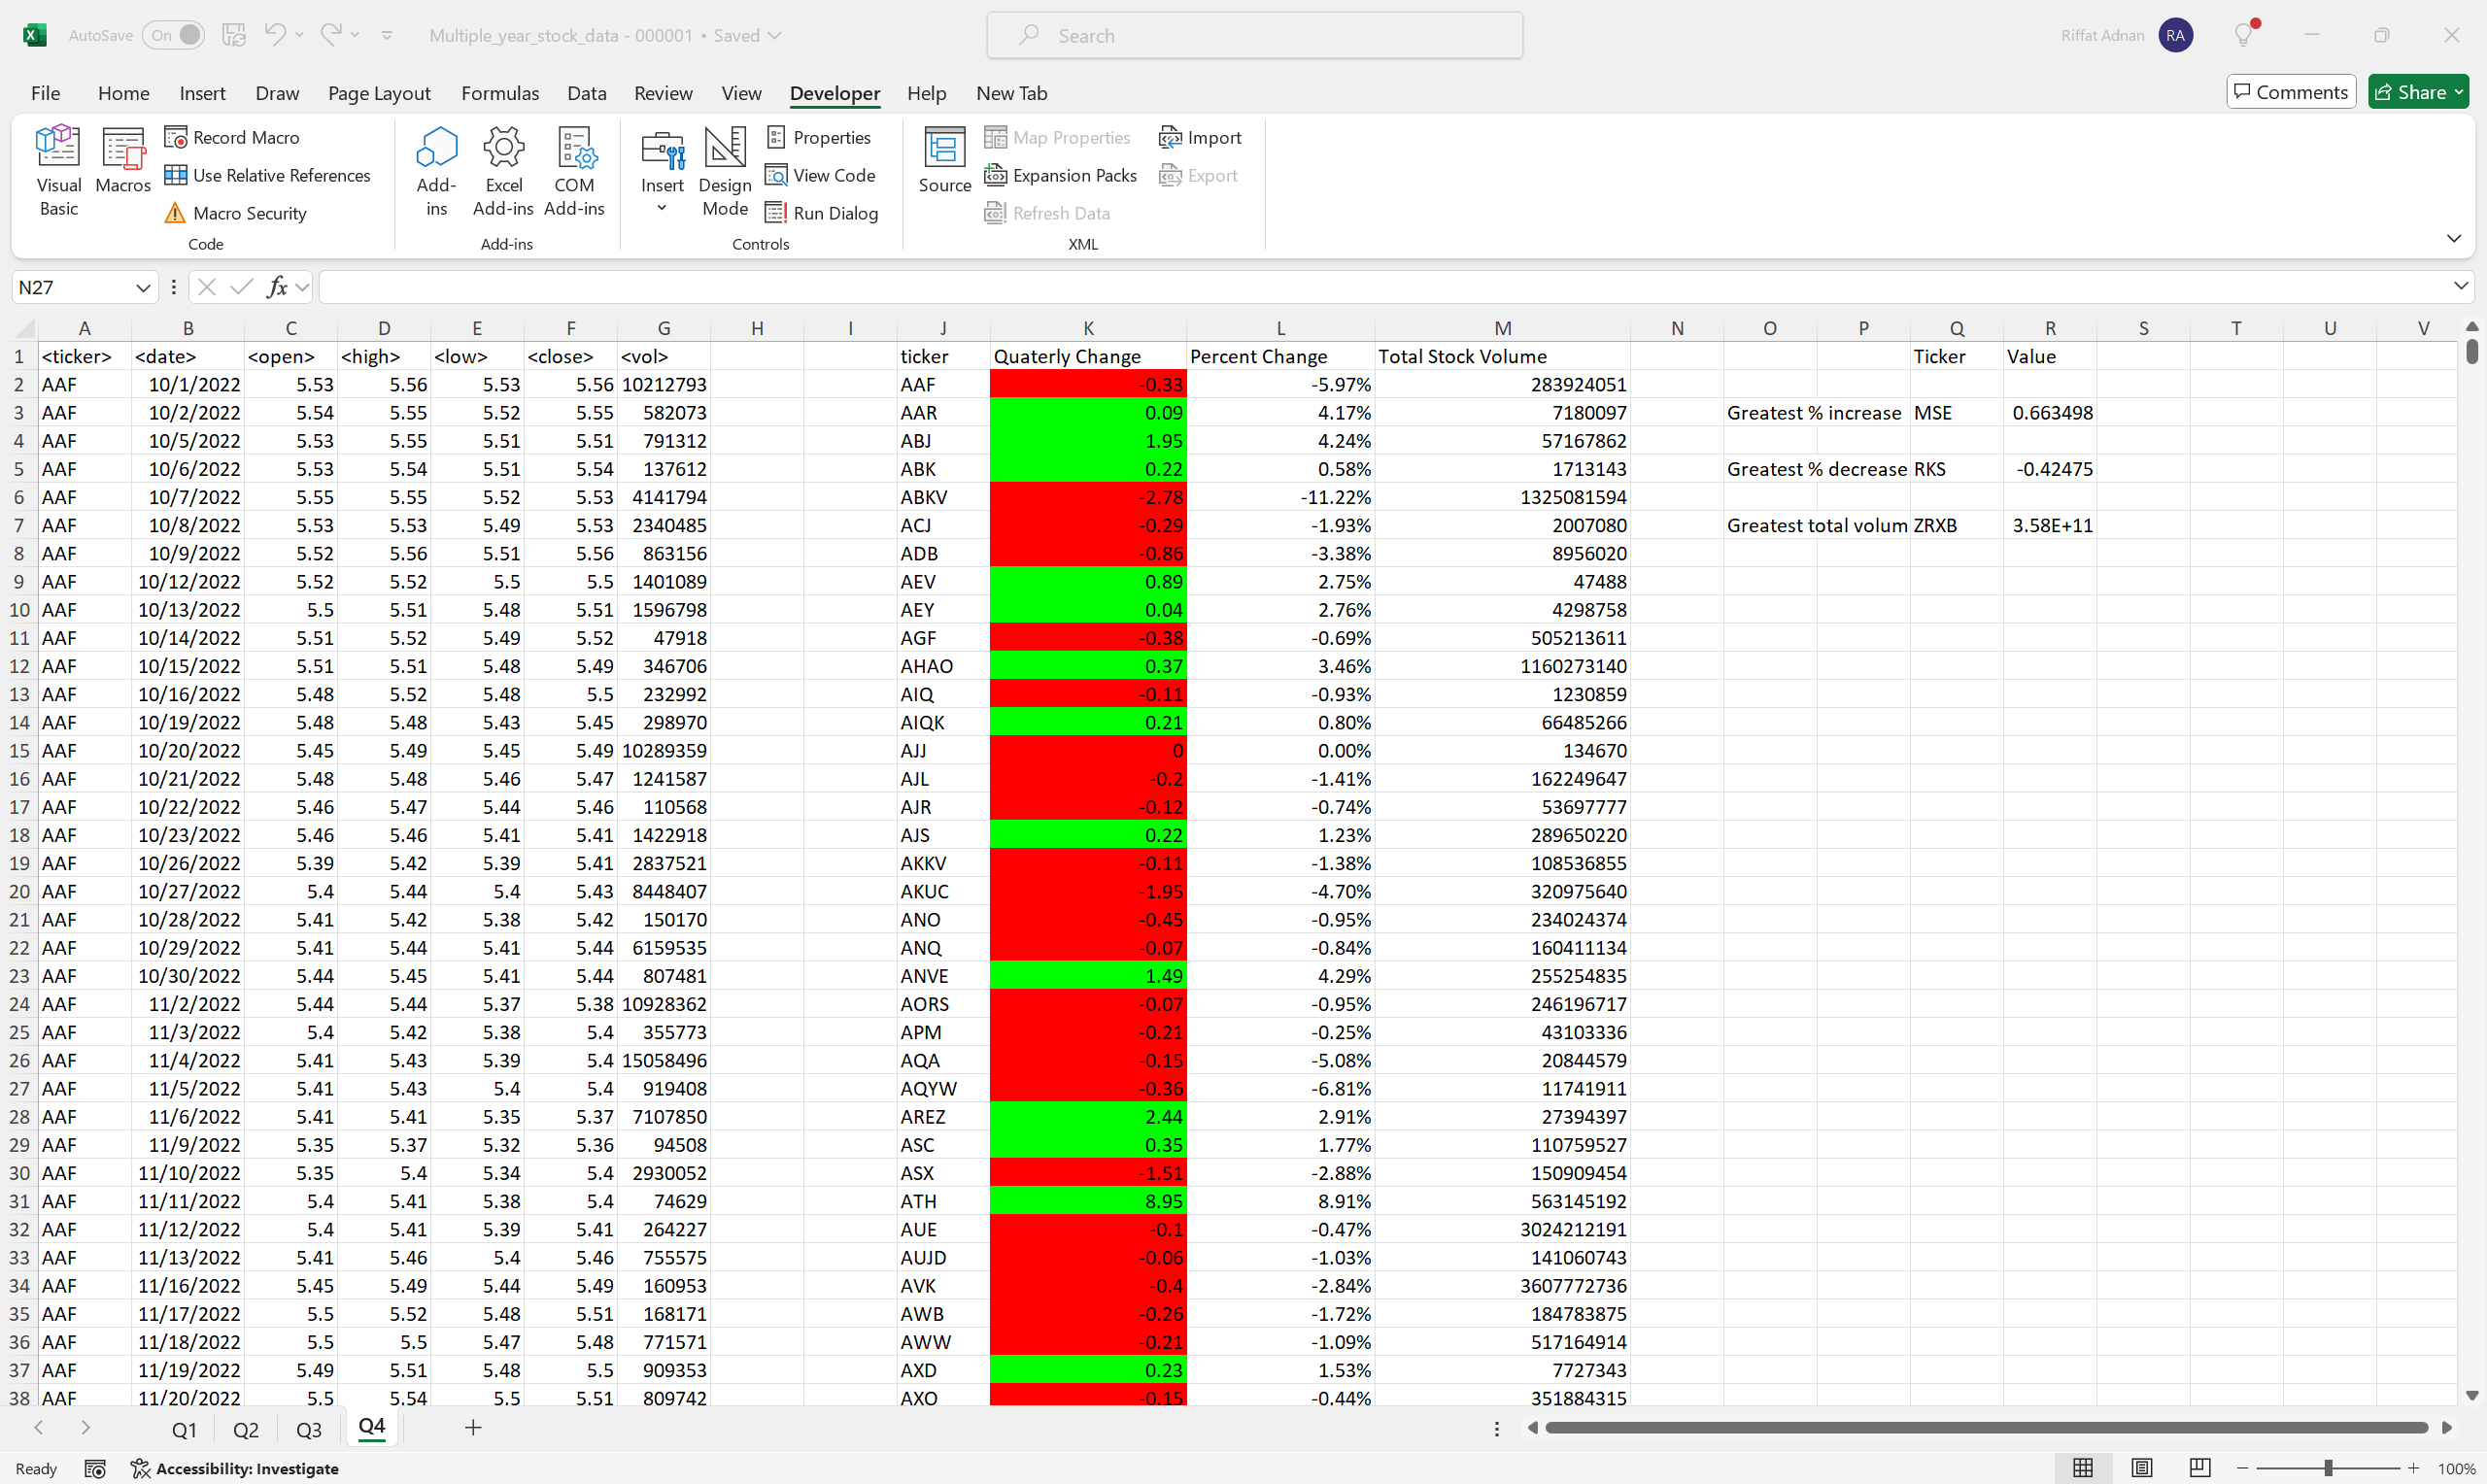 AutoSave On Multiple_year_stock_data - 000001 • Saved Search Riffat Adnan RA
File Home Insert Draw Page Layout Formulas Data Review View Developer Help New Tab Comments Share
Visual Basic
Macros
Record Macro
Use Relative References
Macro Security
Code
Add-ins
Excel Add-ins
COM Add-ins
Add-ins
Insert
Design Mode
Properties
View Code
Run Dialog
Controls
Source
Map Properties
Expansion Packs
Refresh Data
Import
Export
XML
N27 fx
A B C D E F G H I J K L M N O P Q R S T U V
1 <ticker> <date> <open> <high> <low> <close> <vol> ticker Quaterly Change Percent Change Total Stock Volume Ticker Value
2 AAF 10/1/2022 5.53 5.56 5.53 5.56 10212793 AAF -0.33 -5.97% 283924051
3 AAF 10/2/2022 5.54 5.55 5.52 5.55 582073 AAR 0.09 4.17% 7180097 Greatest % increase MSE 0.663498
4 AAF 10/5/2022 5.53 5.55 5.51 5.51 791312 ABJ 1.95 4.24% 57167862
5 AAF 10/6/2022 5.53 5.54 5.51 5.54 137612 ABK 0.22 0.58% 1713143 Greatest % decrease RKS -0.42475
6 AAF 10/7/2022 5.55 5.55 5.52 5.53 4141794 ABKV -2.78 -11.22% 1325081594
7 AAF 10/8/2022 5.53 5.53 5.49 5.53 2340485 ACJ -0.29 -1.93% 2007080 Greatest total volum ZRXB 3.58E+11
8 AAF 10/9/2022 5.52 5.56 5.51 5.56 863156 ADB -0.86 -3.38% 8956020
9 AAF 10/12/2022 5.52 5.52 5.5 5.5 1401089 AEV 0.89 2.75% 47488
10 AAF 10/13/2022 5.5 5.51 5.48 5.51 1596798 AEY 0.04 2.76% 4298758
11 AAF 10/14/2022 5.51 5.52 5.49 5.52 47918 AGF -0.38 -0.69% 505213611
12 AAF 10/15/2022 5.51 5.51 5.48 5.49 346706 AHAO 0.37 3.46% 1160273140
13 AAF 10/16/2022 5.48 5.52 5.48 5.5 232992 AIQ -0.11 -0.93% 1230859
14 AAF 10/19/2022 5.48 5.48 5.43 5.45 298970 AIQK 0.21 0.80% 66485266
15 AAF 10/20/2022 5.45 5.49 5.45 5.49 10289359 AJJ 0 0.00% 134670
16 AAF 10/21/2022 5.48 5.48 5.46 5.47 1241587 AJL -0.2 -1.41% 162249647
17 AAF 10/22/2022 5.46 5.47 5.44 5.46 110568 AJR -0.12 -0.74% 53697777
18 AAF 10/23/2022 5.46 5.46 5.41 5.41 1422918 AJS 0.22 1.23% 289650220
19 AAF 10/26/2022 5.39 5.42 5.39 5.41 2837521 AKKV -0.11 -1.38% 108536855
20 AAF 10/27/2022 5.4 5.44 5.4 5.43 8448407 AKUC -1.95 -4.70% 320975640
21 AAF 10/28/2022 5.41 5.42 5.38 5.42 150170 ANO -0.45 -0.95% 234024374
22 AAF 10/29/2022 5.41 5.44 5.41 5.44 6159535 ANQ -0.07 -0.84% 160411134
23 AAF 10/30/2022 5.44 5.45 5.41 5.44 807481 ANVE 1.49 4.29% 255254835
24 AAF 11/2/2022 5.44 5.44 5.37 5.38 10928362 AORS -0.07 -0.95% 246196717
25 AAF 11/3/2022 5.4 5.42 5.38 5.4 355773 APM -0.21 -0.25% 43103336
26 AAF 11/4/2022 5.41 5.43 5.39 5.4 15058496 AQA -0.15 -5.08% 20844579
27 AAF 11/5/2022 5.41 5.43 5.4 5.4 919408 AQYW -0.36 -6.81% 11741911
28 AAF 11/6/2022 5.41 5.41 5.35 5.37 7107850 AREZ 2.44 2.91% 27394397
29 AAF 11/9/2022 5.35 5.37 5.32 5.36 94508 ASC 0.35 1.77% 110759527
30 AAF 11/10/2022 5.35 5.4 5.34 5.4 2930052 ASX -1.51 -2.88% 150909454
31 AAF 11/11/2022 5.4 5.41 5.38 5.4 74629 ATH 8.95 8.91% 563145192
32 AAF 11/12/2022 5.4 5.41 5.39 5.41 264227 AUE -0.1 -0.47% 3024212191
33 AAF 11/13/2022 5.41 5.46 5.4 5.46 755575 AUJD -0.06 -1.03% 141060743
34 AAF 11/16/2022 5.45 5.49 5.44 5.49 160953 AVK -0.4 -2.84% 3607772736
35 AAF 11/17/2022 5.5 5.52 5.48 5.51 168171 AWB -0.26 -1.72% 184783875
36 AAF 11/18/2022 5.5 5.5 5.47 5.48 771571 AWW -0.21 -1.09% 517164914
37 AAF 11/19/2022 5.49 5.51 5.48 5.5 909353 AXD 0.23 1.53% 7727343
38 AAF 11/20/2022 5.5 5.54 5.5 5.51 809742 AXO -0.15 -0.44% 351884315
Q1 Q2 Q3 Q4
Ready Accessibility: Investigate 100%